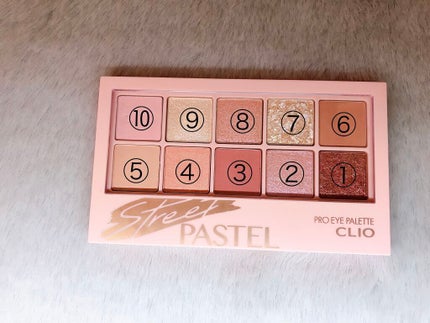 ⑩ ⑨ ⑧ ⑦ ⑥
⑤ ④ ③ ② ①
Street
PASTEL
PRO EYE PALETTE
CLIO